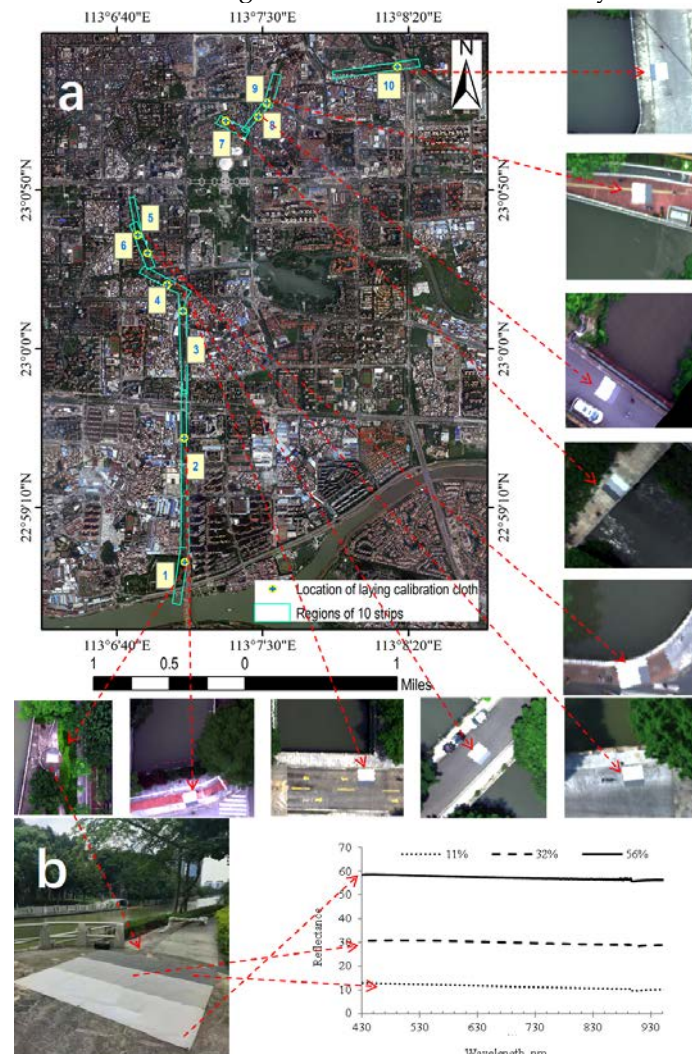 113°6'40"E 113°7'30"E 113°8'20"E
a
N
10
9
8
7
23°0'50"N 23°0'50"N
5
6
4
23°0'0"N 23°0'0"N
3
2
22°59'10"N 22°59'10"N
1
Location of laying calibration cloth
Regions of 10 strips
113°6'40"E 113°7'30"E 113°8'20"E
1 0.5 0 1
Miles
b
11% 32% 56%
70
60
50
40
30
20
10
0
Reflectance
430 530 630 730 830 930
Wavelength, nm